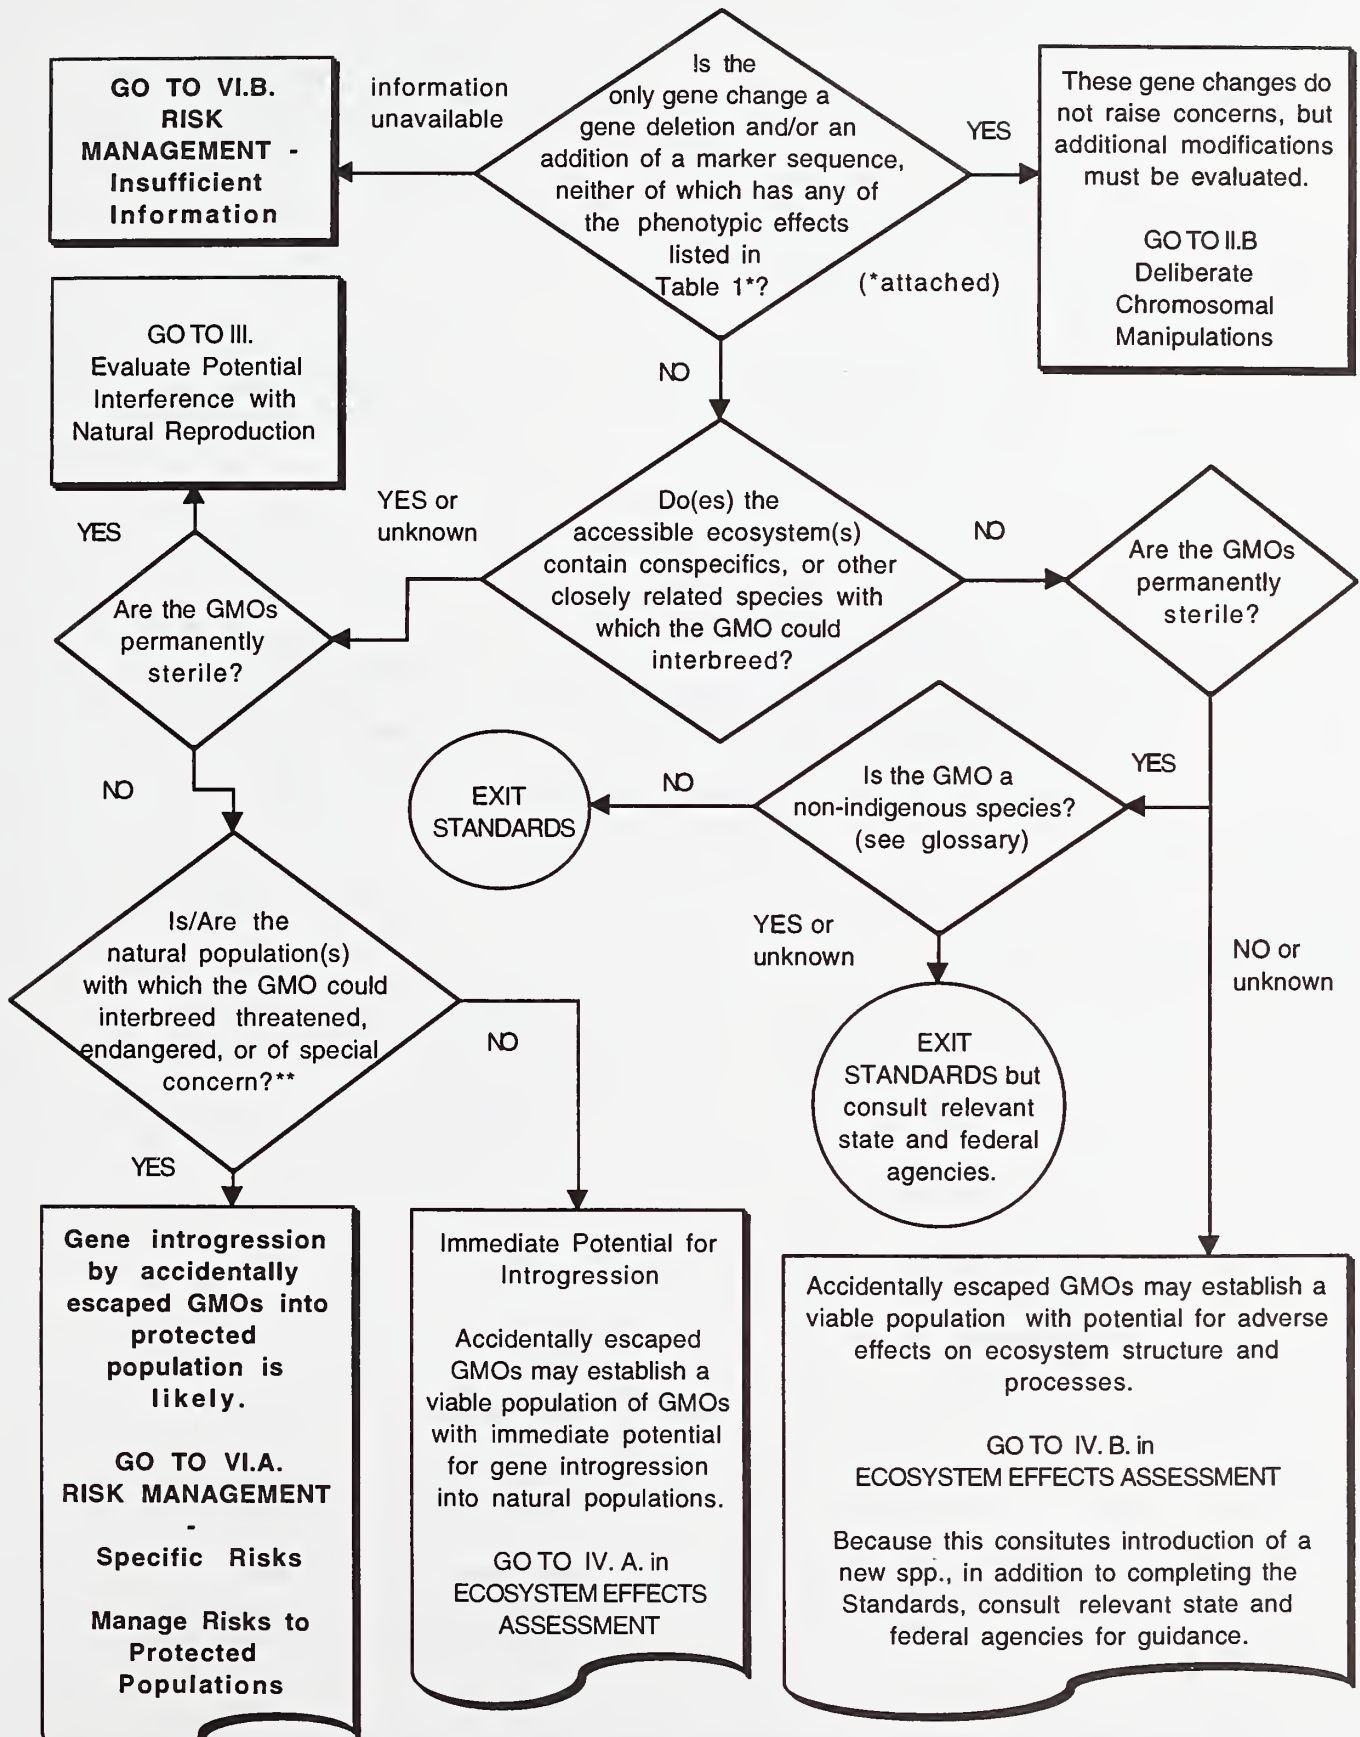 GO TO VI.B.
RISK
MANAGEMENT -
Insufficient
Information
information
unavailable
Is the
only gene change a
gene deletion and/or an
addition of a marker sequence,
neither of which has any of
the phenotypic effects
listed in
Table 1*?
(*attached)
YES
These gene changes do
not raise concerns, but
additional modifications
must be evaluated.
GO TO II.B
Deliberate
Chromosomal
Manipulations
NO
GO TO III.
Evaluate Potential
Interference with
Natural Reproduction
YES
YES or
unknown
Do(es) the
accessible ecosystem(s)
contain conspecifics, or other
closely related species with
which the GMO could
interbreed?
NO
Are the GMOs
permanently
sterile?
Are the GMOs
permanently
sterile?
NO
EXIT
STANDARDS
NO
Is the GMO a
non-indigenous species?
(see glossary)
YES
YES or
unknown
NO or
unknown
Is/Are the
natural population(s)
with which the GMO could
interbreed threatened,
endangered, or of special
concern?**
NO
YES
EXIT
STANDARDS but
consult relevant
state and federal
agencies.
Gene introgression
by accidentally
escaped GMOs into
protected
population is
likely.
GO TO VI.A.
RISK MANAGEMENT
-
Specific Risks
Manage Risks to
Protected
Populations
Immediate Potential for
Introgression
Accidentally escaped
GMOs may establish a
viable population of GMOs
with immediate potential
for gene introgression
into natural populations.
GO TO IV. A. in
ECOSYSTEM EFFECTS
ASSESSMENT
Accidentally escaped GMOs may establish a
viable population with potential for adverse
effects on ecosystem structure and
processes.
GO TO IV. B. in
ECOSYSTEM EFFECTS ASSESSMENT
Because this consitutes introduction of a
new spp., in addition to completing the
Standards, consult relevant state and
federal agencies for guidance.